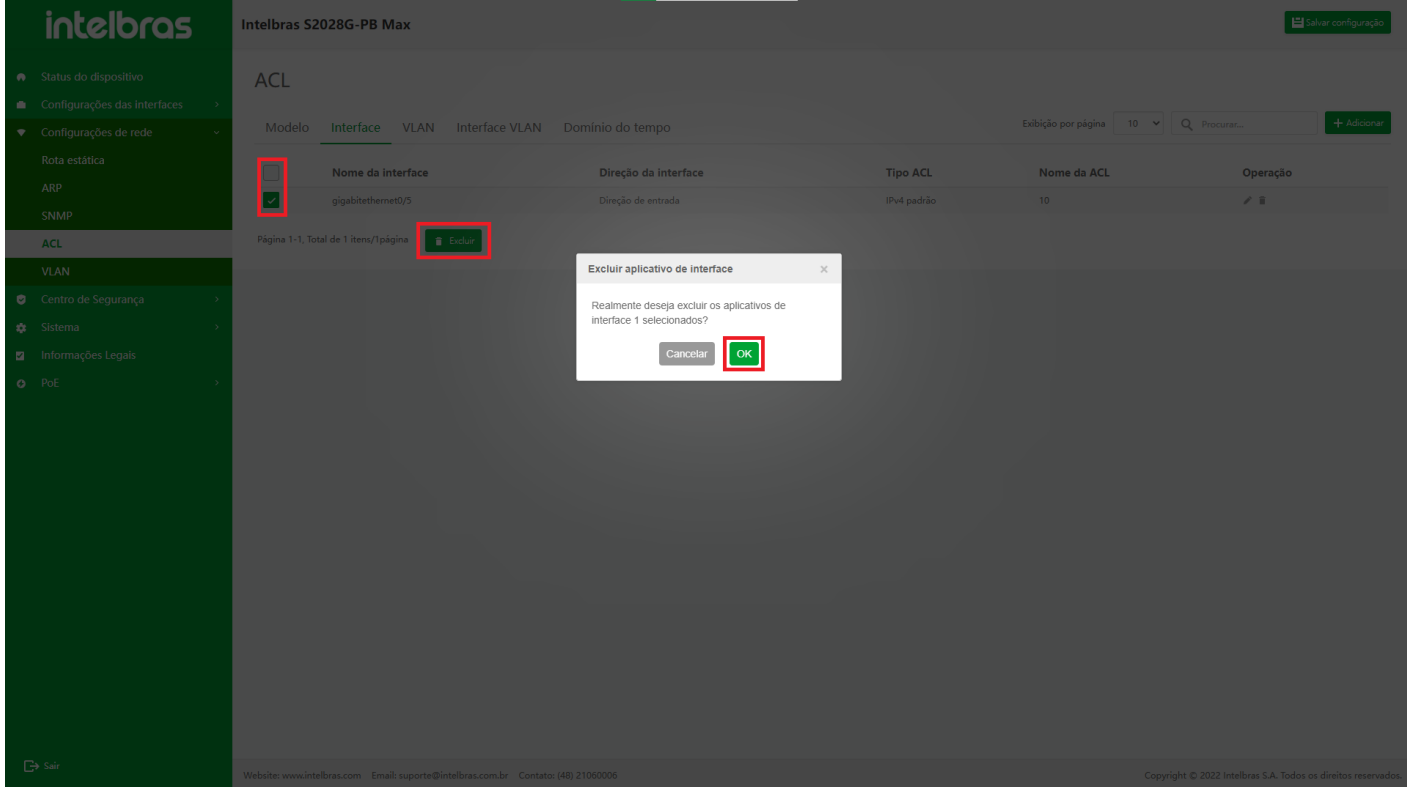 intelbras
Intelbras S2028G-PB Max
Salvar configuração
Status do dispositivo
Configurações das interfaces
Configurações de rede
Rota estática
ARP
SNMP
ACL
VLAN
Centro de Segurança
Sistema
Informações Legais
PoE
Sair
ACL
Modelo Interface VLAN Interface VLAN Domínio do tempo
Exibição por página 10 Procurar... + Adicionar
Nome da interface Direção da interface Tipo ACL Nome da ACL Operação
gigabitethernet0/5 Direção de entrada IPv4 padrão 10
Página 1-1, Total de 1 itens/1página Excluir
Excluir aplicativo de interface ×
Realmente deseja excluir os aplicativos de
interface 1 selecionados?
Cancelar OK
Website: www.intelbras.com Email: suporte@intelbras.com.br Contato: (48) 21060006
Copyright © 2022 Intelbras S.A. Todos os direitos reservados.